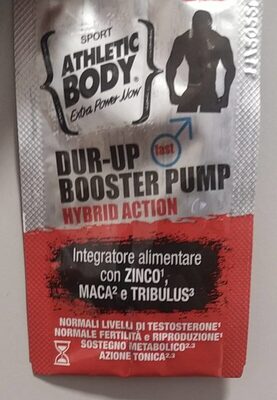 SPORT
ATHLETIC
BODY®
Extra Power Now
DUR-UP fast
BOOSTER PUMP
HYBRID ACTION
Integratore alimentare
con ZINCO¹,
MACA² e TRIBULUS³
NORMALI LIVELLI DI TESTOSTERONE¹
NORMALE FERTILITÀ e RIPRODUZIONE¹
SOSTEGNO METABOLICO²·³
AZIONE TONICA²·³